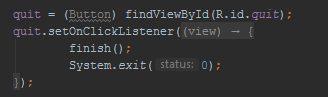 quit = (Button) findViewById(R.id.quit);
quit.setOnClickListener((view) → {
finish();
System.exit( status: 0);
});